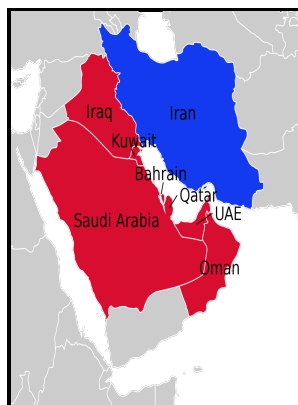 Iraq
Iran
Kuwait
Bahrain
Qatar
Saudi Arabia
UAE
Oman